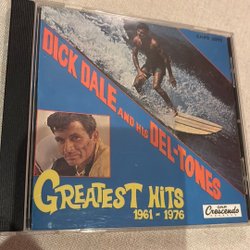 DICK DALE AND HIS DEL-TONES
GREATEST HITS
1961 - 1976
Crescendo